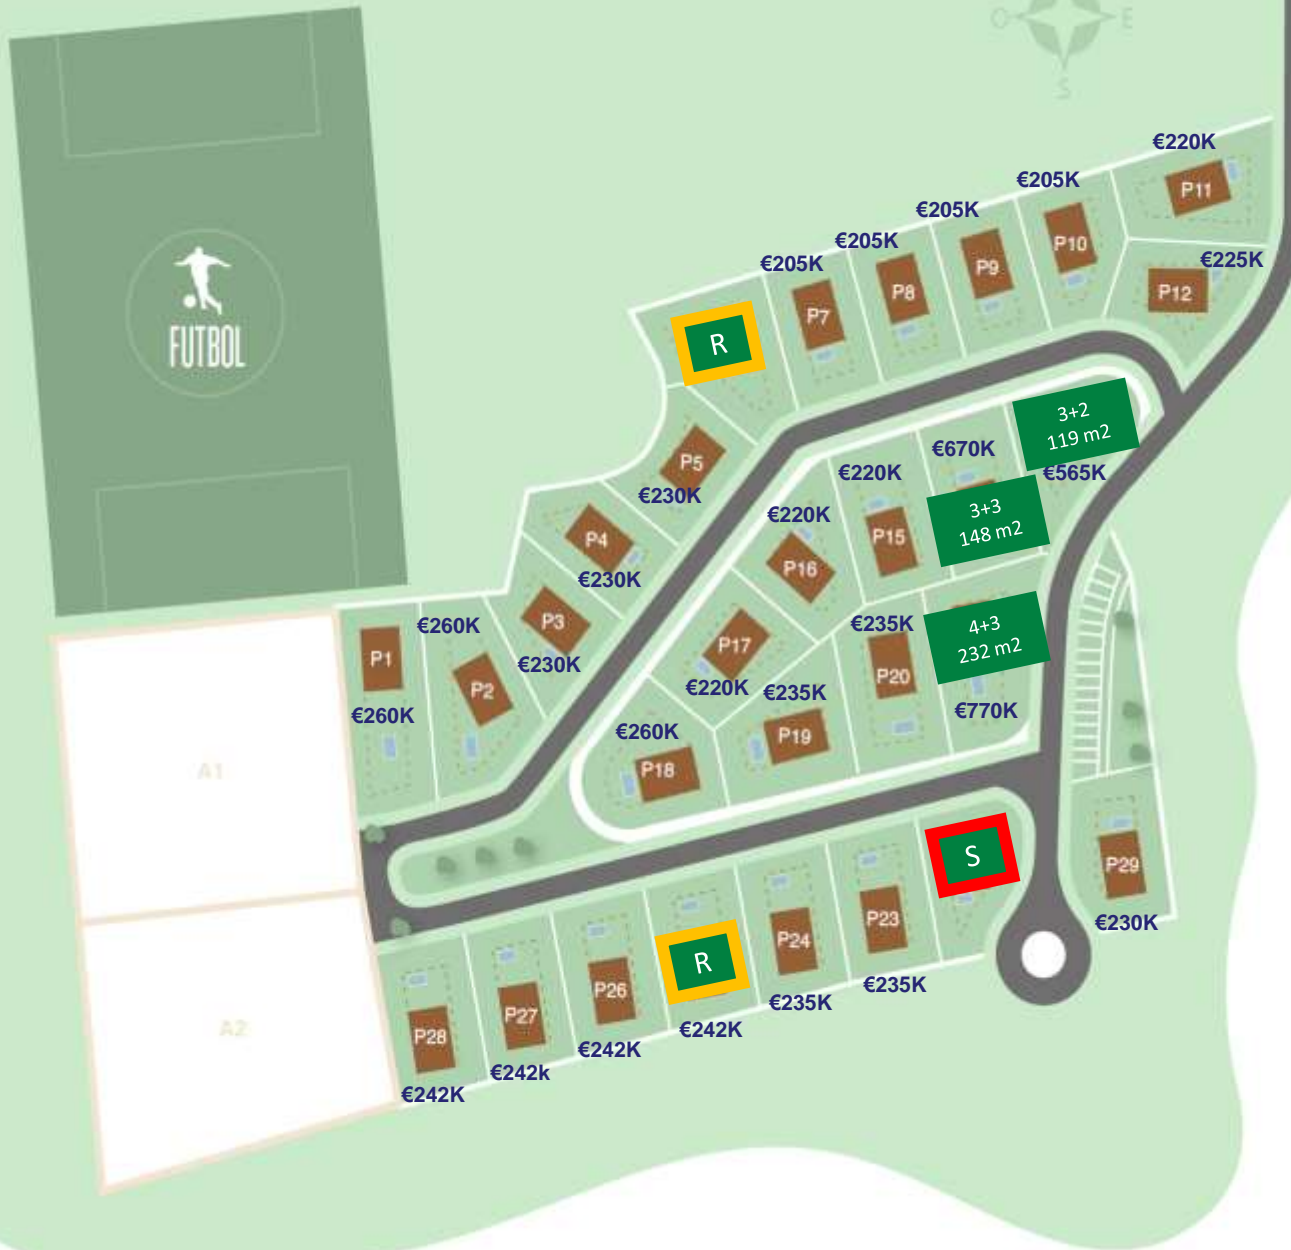 O
E
S
€220K
P11
€205K
P10
€205K
P9
€205K
P8
€205K
P7
€225K
P12
R
FUTBOL
3+2
119 m2
€565K
€670K
3+3
148 m2
€220K
P15
€220K
P16
P5
€230K
P4
€230K
P3
€230K
€260K
P2
P1
€260K
P17
€220K
€235K
P20
4+3
232 m2
€770K
€235K
P19
€260K
P18
A1
A2
S
P29
€230K
P23
€235K
P24
€235K
R
€242K
P26
€242K
P27
€242k
P28
€242K